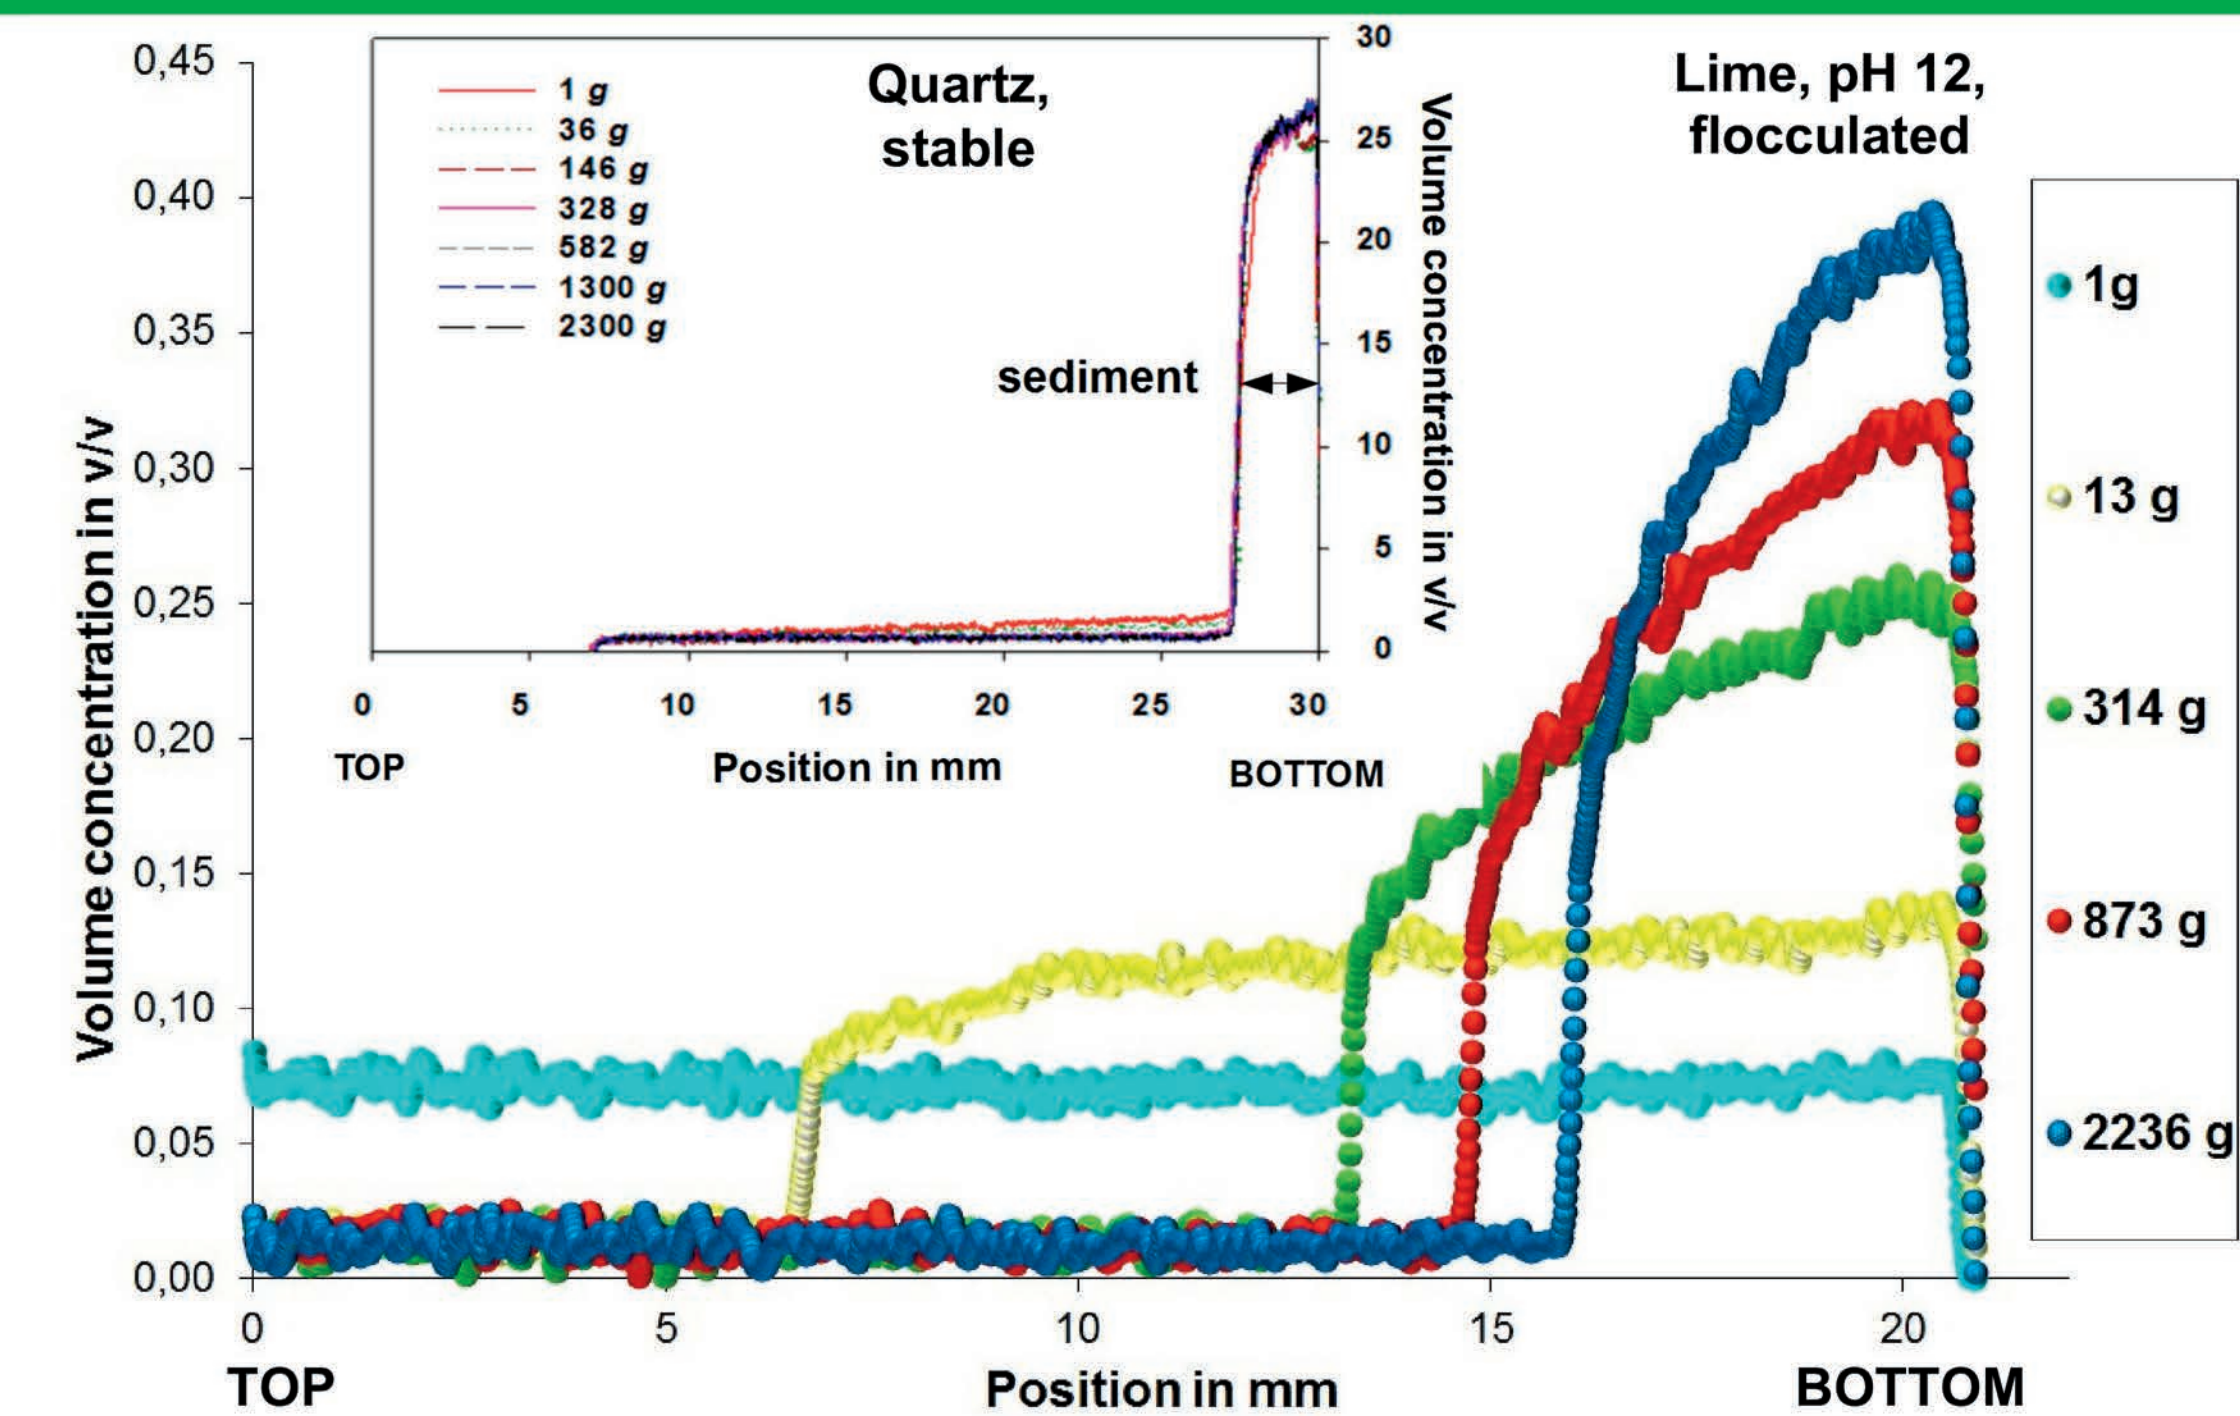 0,45
0,40
0,35
0,30
0,25
0,20
0,15
0,10
0,05
0,00
Volume concentration in v/v
1 g
36 g
146 g
328 g
582 g
1300 g
2300 g
Quartz,
stable
sediment
30
25
20
15
10
5
0
Volume concentration in v/v
0 5 10 15 20 25 30
TOP Position in mm BOTTOM
Lime, pH 12,
flocculated
1g
13 g
314 g
873 g
2236 g
0 5 10 15 20
TOP Position in mm BOTTOM